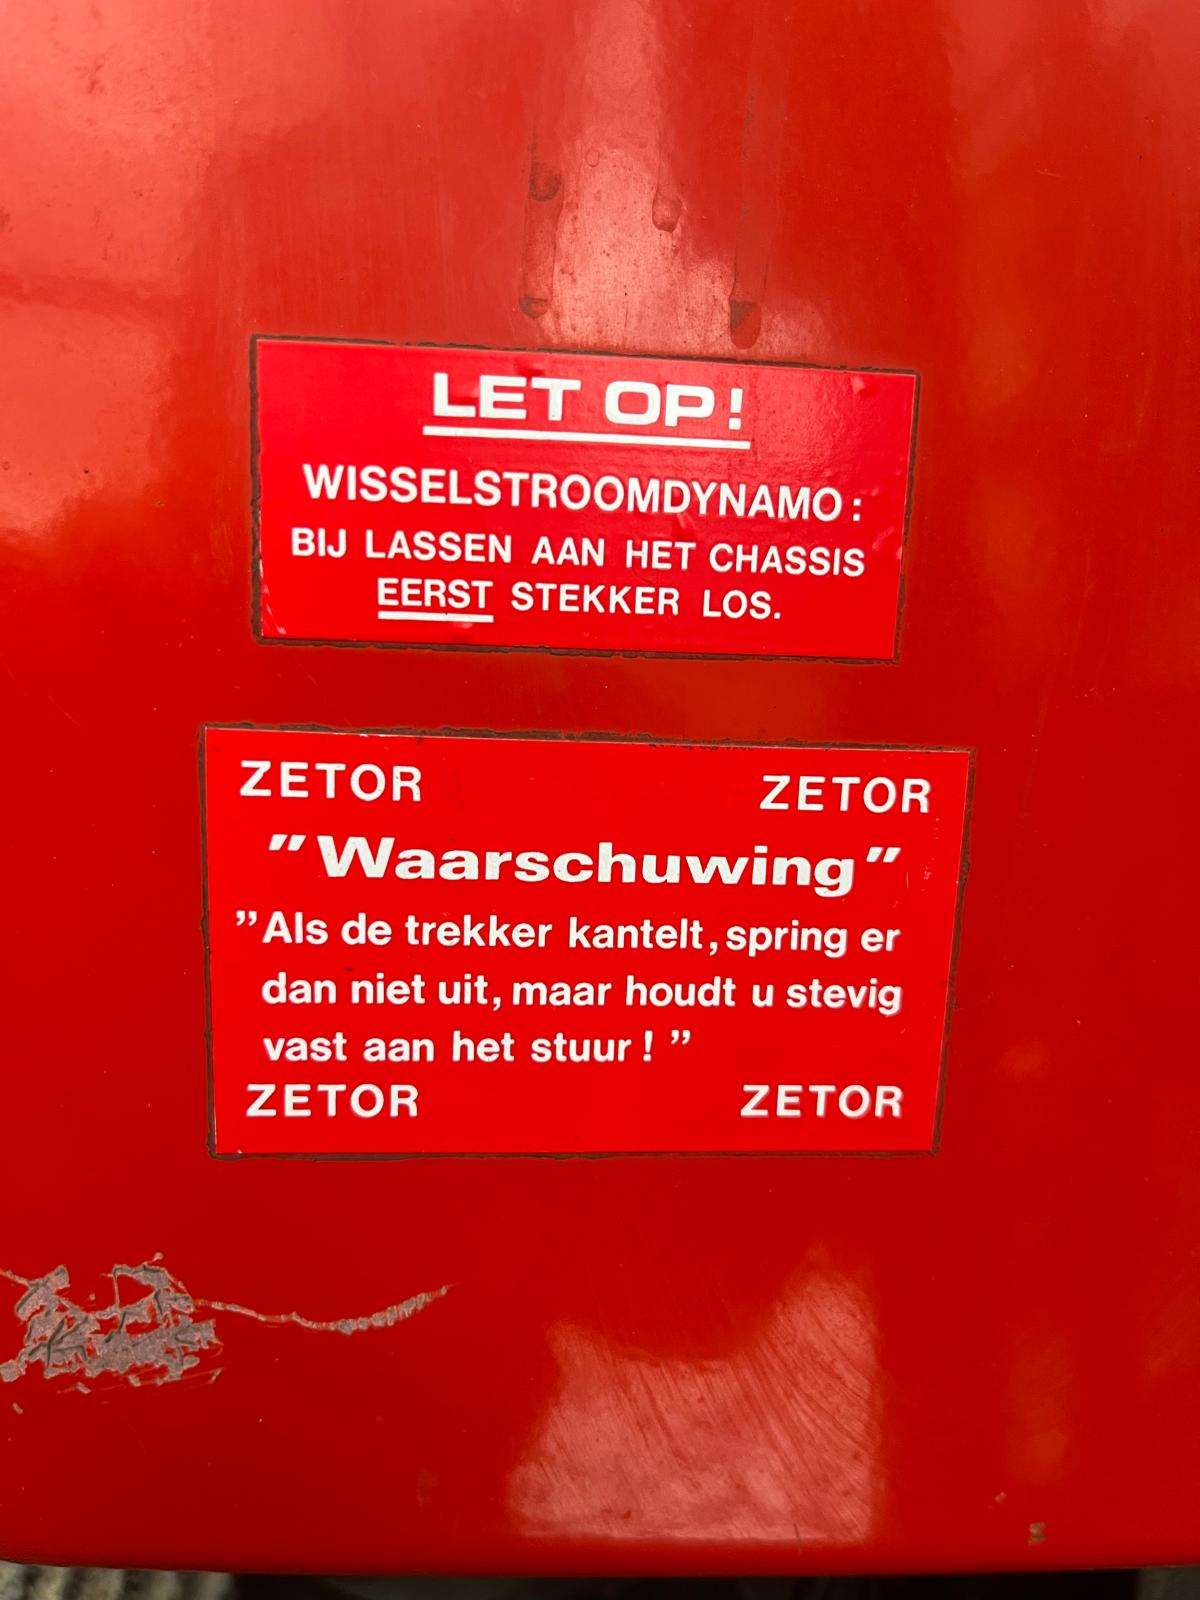 LET OP!
WISSELSTROOMDYNAMO:
BIJ LASSEN AAN HET CHASSIS
EERST STEKKER LOS.
ZETOR ZETOR
"Waarschuwing"
"Als de trekker kantelt, spring er
dan niet uit, maar houdt u stevig
vast aan het stuur! "
ZETOR ZETOR